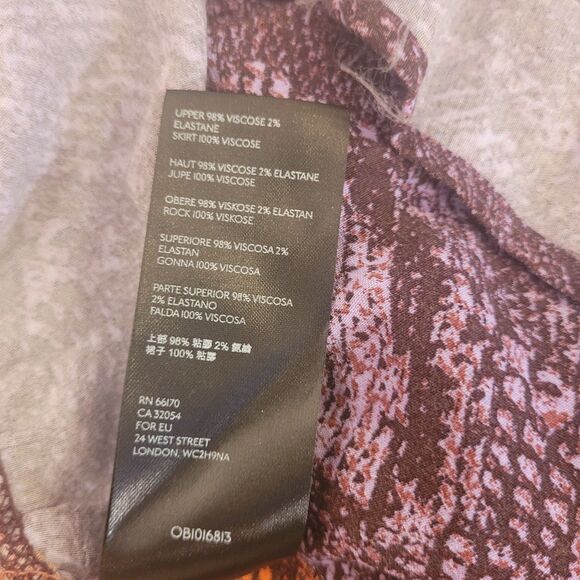 UPPER 98% VISCOSE 2%
ELASTANE
SKIRT 100% VISCOSE
HAUT 98% VISCOSE 2% ELASTANE
JUPE 100% VISCOSE
OBERE 98% VISKOSE 2% ELASTAN
ROCK 100% VISKOSE
SUPERIORE 98% VISCOSA 2%
ELASTAN
GONNA 100% VISCOSA
PARTE SUPERIOR 98% VISCOSA
2% ELASTANO
FALDA 100% VISCOSA
上部 98% 粘膠 2% 氨綸
裙子 100% 粘膠
RN 66170
CA 32054
FOR EU
24 WEST STREET
LONDON, WC2H9NA
OB1016813